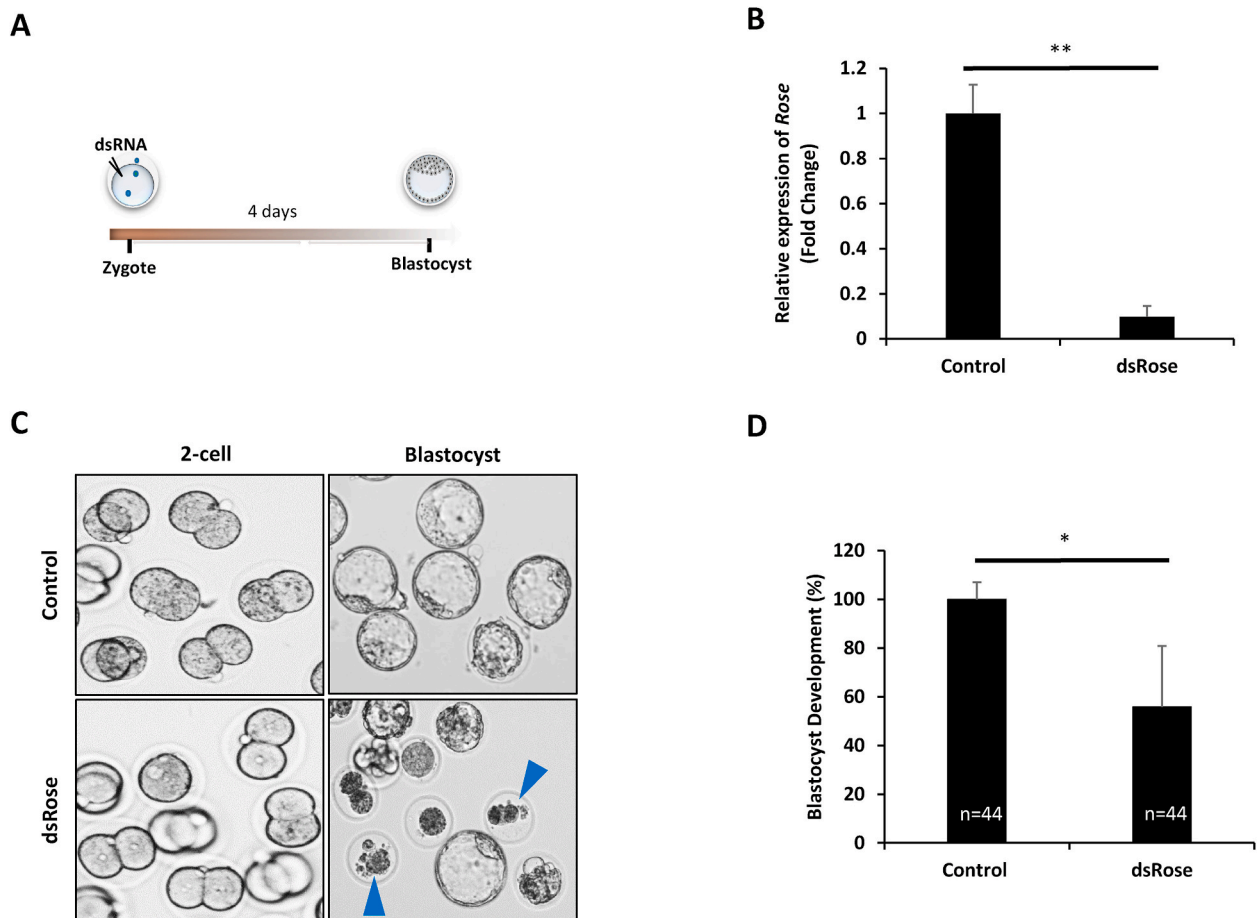 A
dsRNA
4 days
Zygote
Blastocyst
B
Relative expression of Rose
(Fold Change)
**
1.2
1
0.8
0.6
0.4
0.2
0
Control
dsRose
C
2-cell
Blastocyst
Control
dsRose
D
Blastocyst Development (%)
*
120
100
80
60
40
20
0
n=44
n=44
Control
dsRose